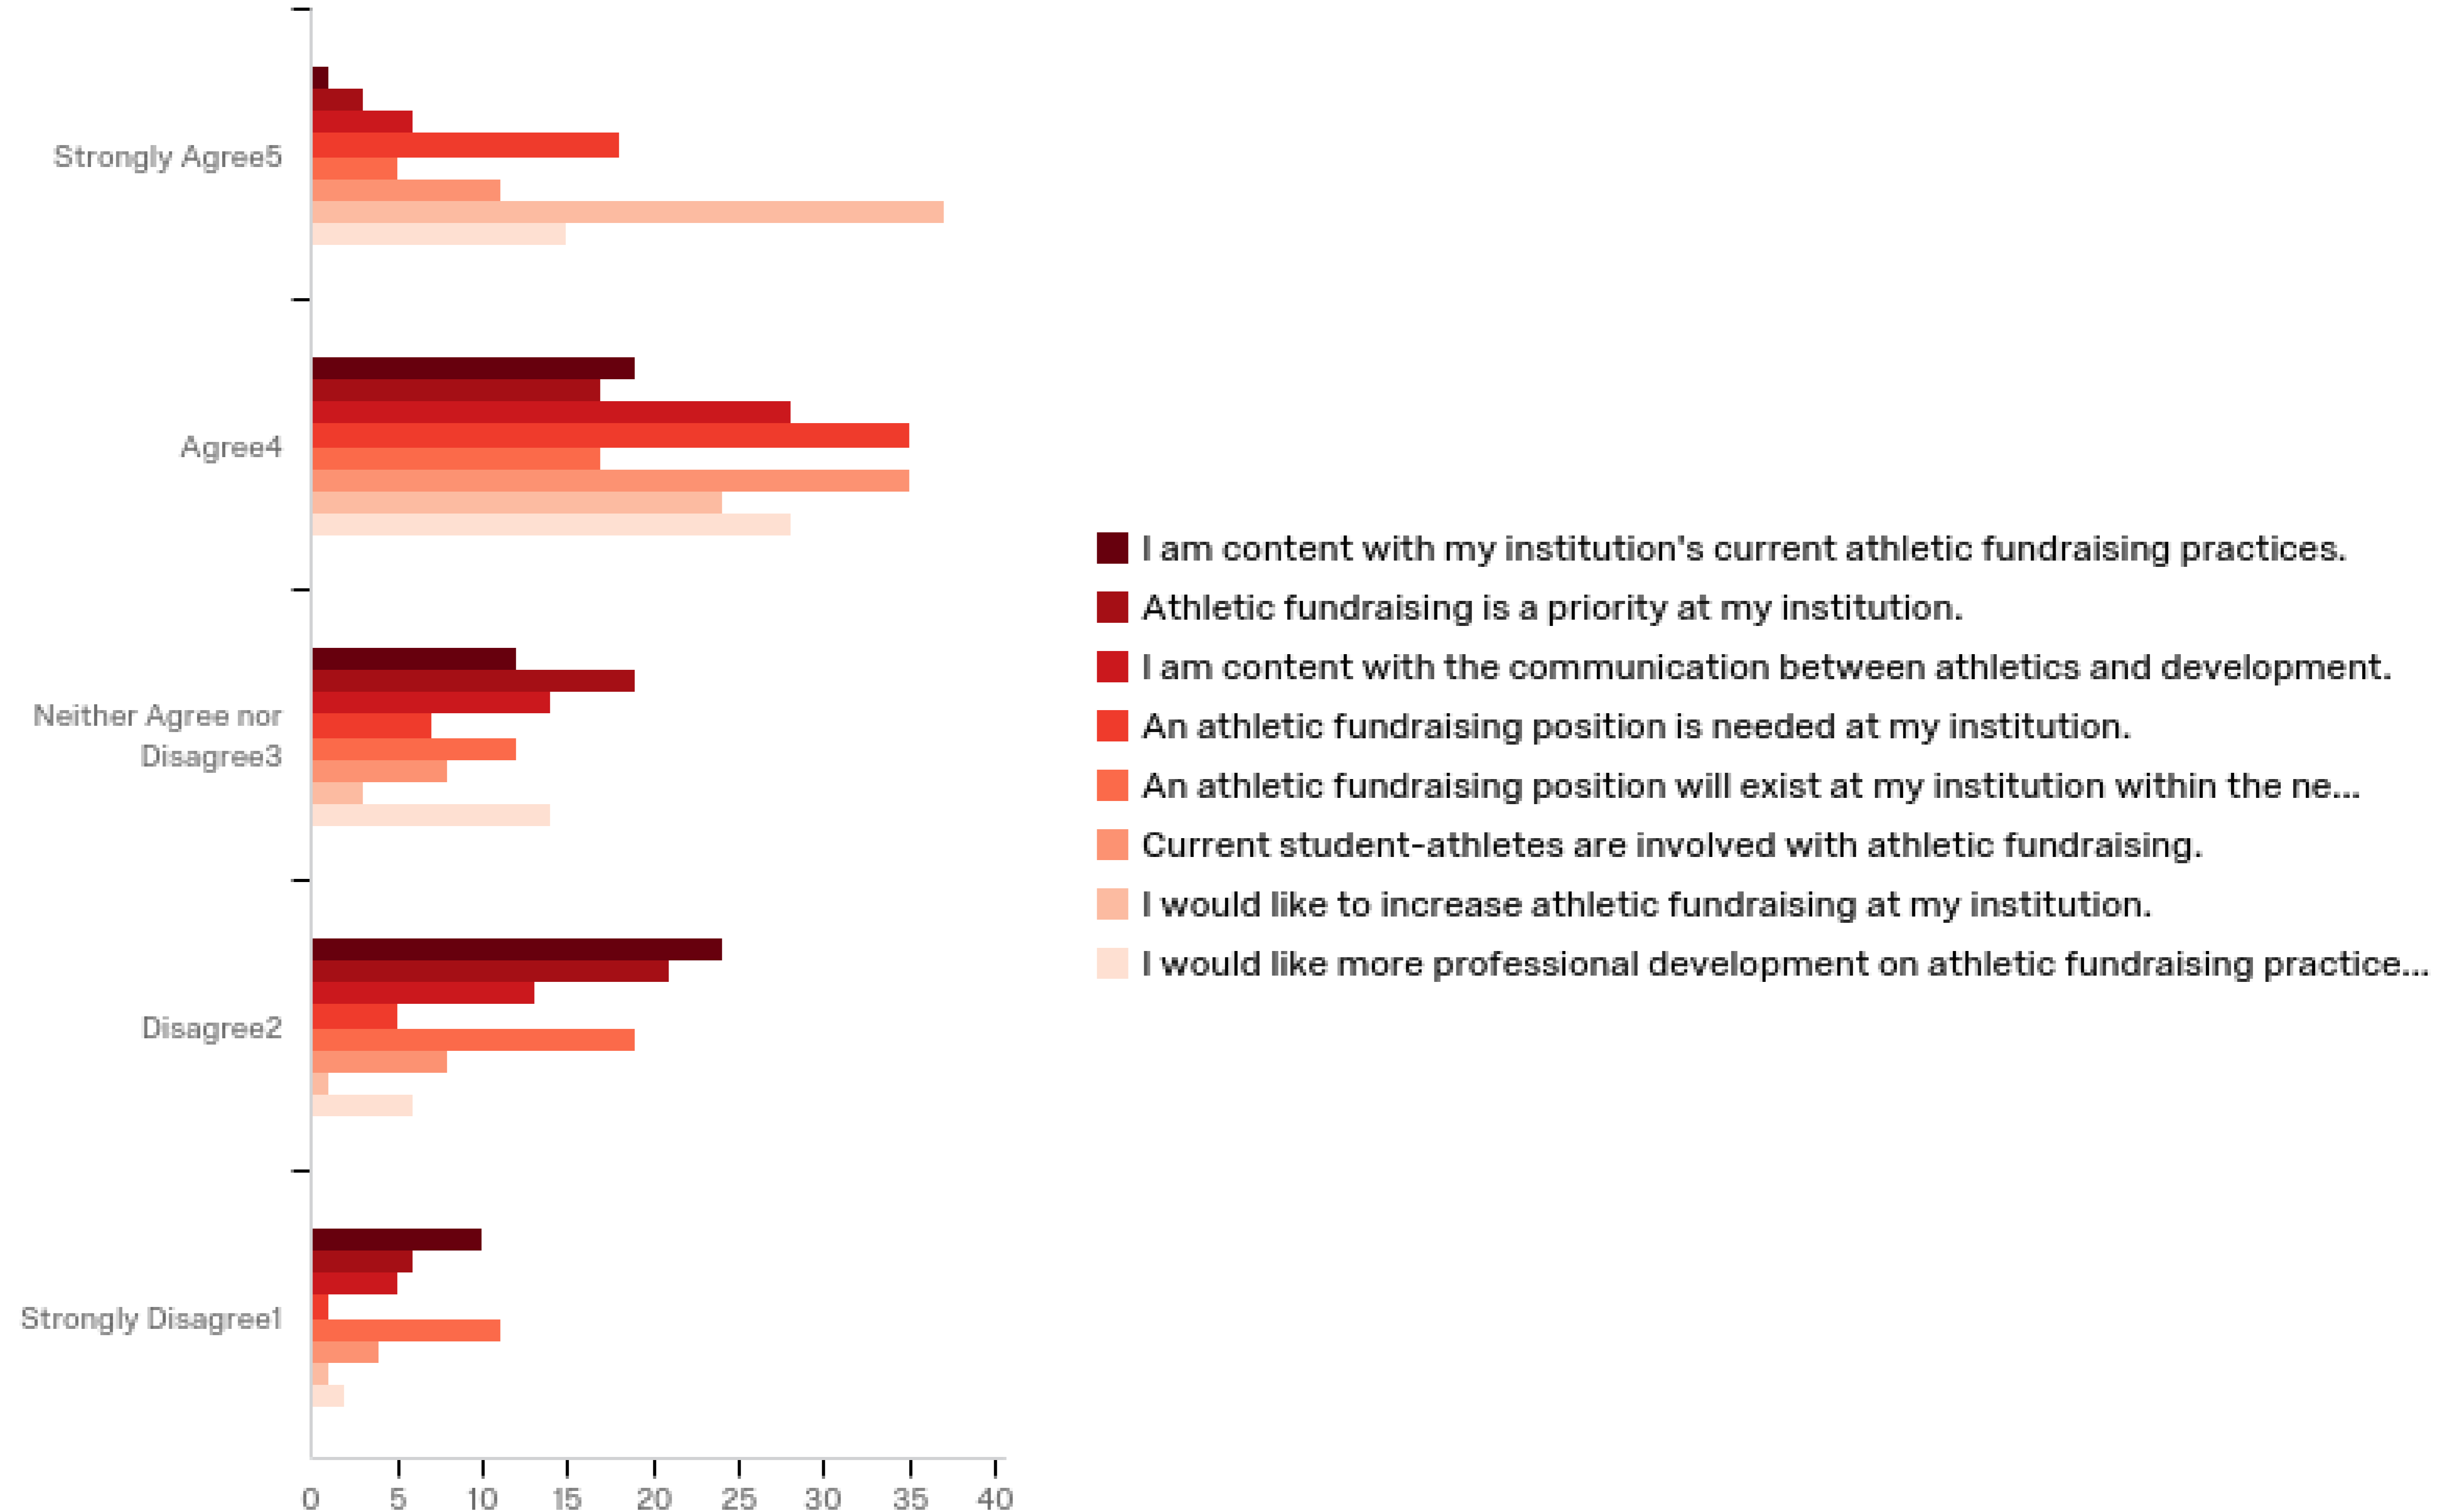 Strongly Agree5
Agree4
Neither Agree nor
Disagree3
Disagree2
Strongly Disagree1
0 5 10 15 20 25 30 35 40
I am content with my institution's current athletic fundraising practices.
Athletic fundraising is a priority at my institution.
I am content with the communication between athletics and development.
An athletic fundraising position is needed at my institution.
An athletic fundraising position will exist at my institution within the ne...
Current student-athletes are involved with athletic fundraising.
I would like to increase athletic fundraising at my institution.
I would like more professional development on athletic fundraising practice...